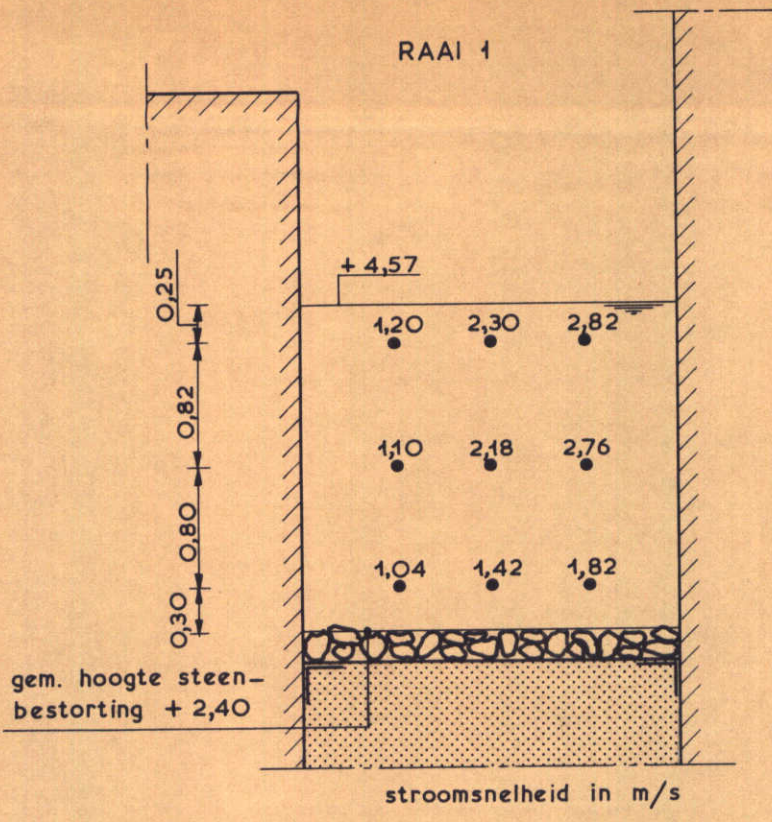 RAAI 1
+ 4,57
0,25
1,20 2,30 2,82
0,82
1,10 2,18 2,76
0,80
1,04 1,42 1,82
0,30
gem. hoogte steen-
bestorting + 2,40
stroomsnelheid in m/s